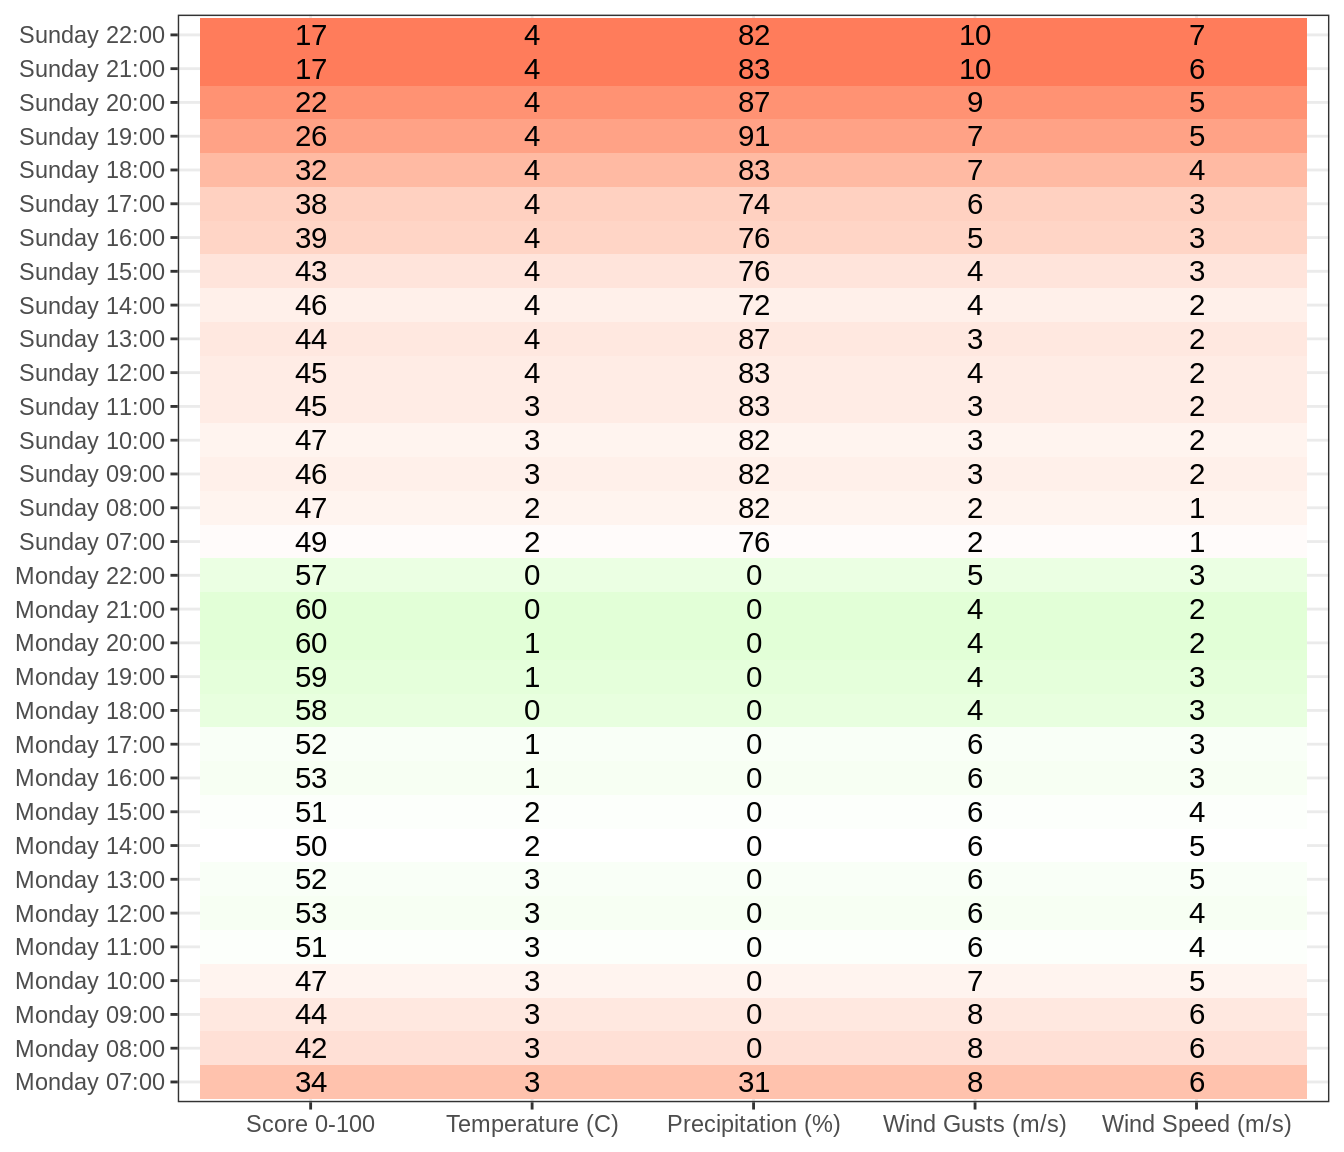 Sunday 22:00 17 4 82 10 7
Sunday 21:00 17 4 83 10 6
Sunday 20:00 22 4 87 9 5
Sunday 19:00 26 4 91 7 5
Sunday 18:00 32 4 83 7 4
Sunday 17:00 38 4 74 6 3
Sunday 16:00 39 4 76 5 3
Sunday 15:00 43 4 76 4 3
Sunday 14:00 46 4 72 4 2
Sunday 13:00 44 4 87 3 2
Sunday 12:00 45 4 83 4 2
Sunday 11:00 45 3 83 3 2
Sunday 10:00 47 3 82 3 2
Sunday 09:00 46 3 82 3 2
Sunday 08:00 47 2 82 2 1
Sunday 07:00 49 2 76 2 1
Monday 22:00 57 0 0 5 3
Monday 21:00 60 0 0 4 2
Monday 20:00 60 1 0 4 2
Monday 19:00 59 1 0 4 3
Monday 18:00 58 0 0 4 3
Monday 17:00 52 1 0 6 3
Monday 16:00 53 1 0 6 3
Monday 15:00 51 2 0 6 4
Monday 14:00 50 2 0 6 5
Monday 13:00 52 3 0 6 5
Monday 12:00 53 3 0 6 4
Monday 11:00 51 3 0 6 4
Monday 10:00 47 3 0 7 5
Monday 09:00 44 3 0 8 6
Monday 08:00 42 3 0 8 6
Monday 07:00 34 3 31 8 6
Score 0-100 Temperature (C) Precipitation (%) Wind Gusts (m/s) Wind Speed (m/s)